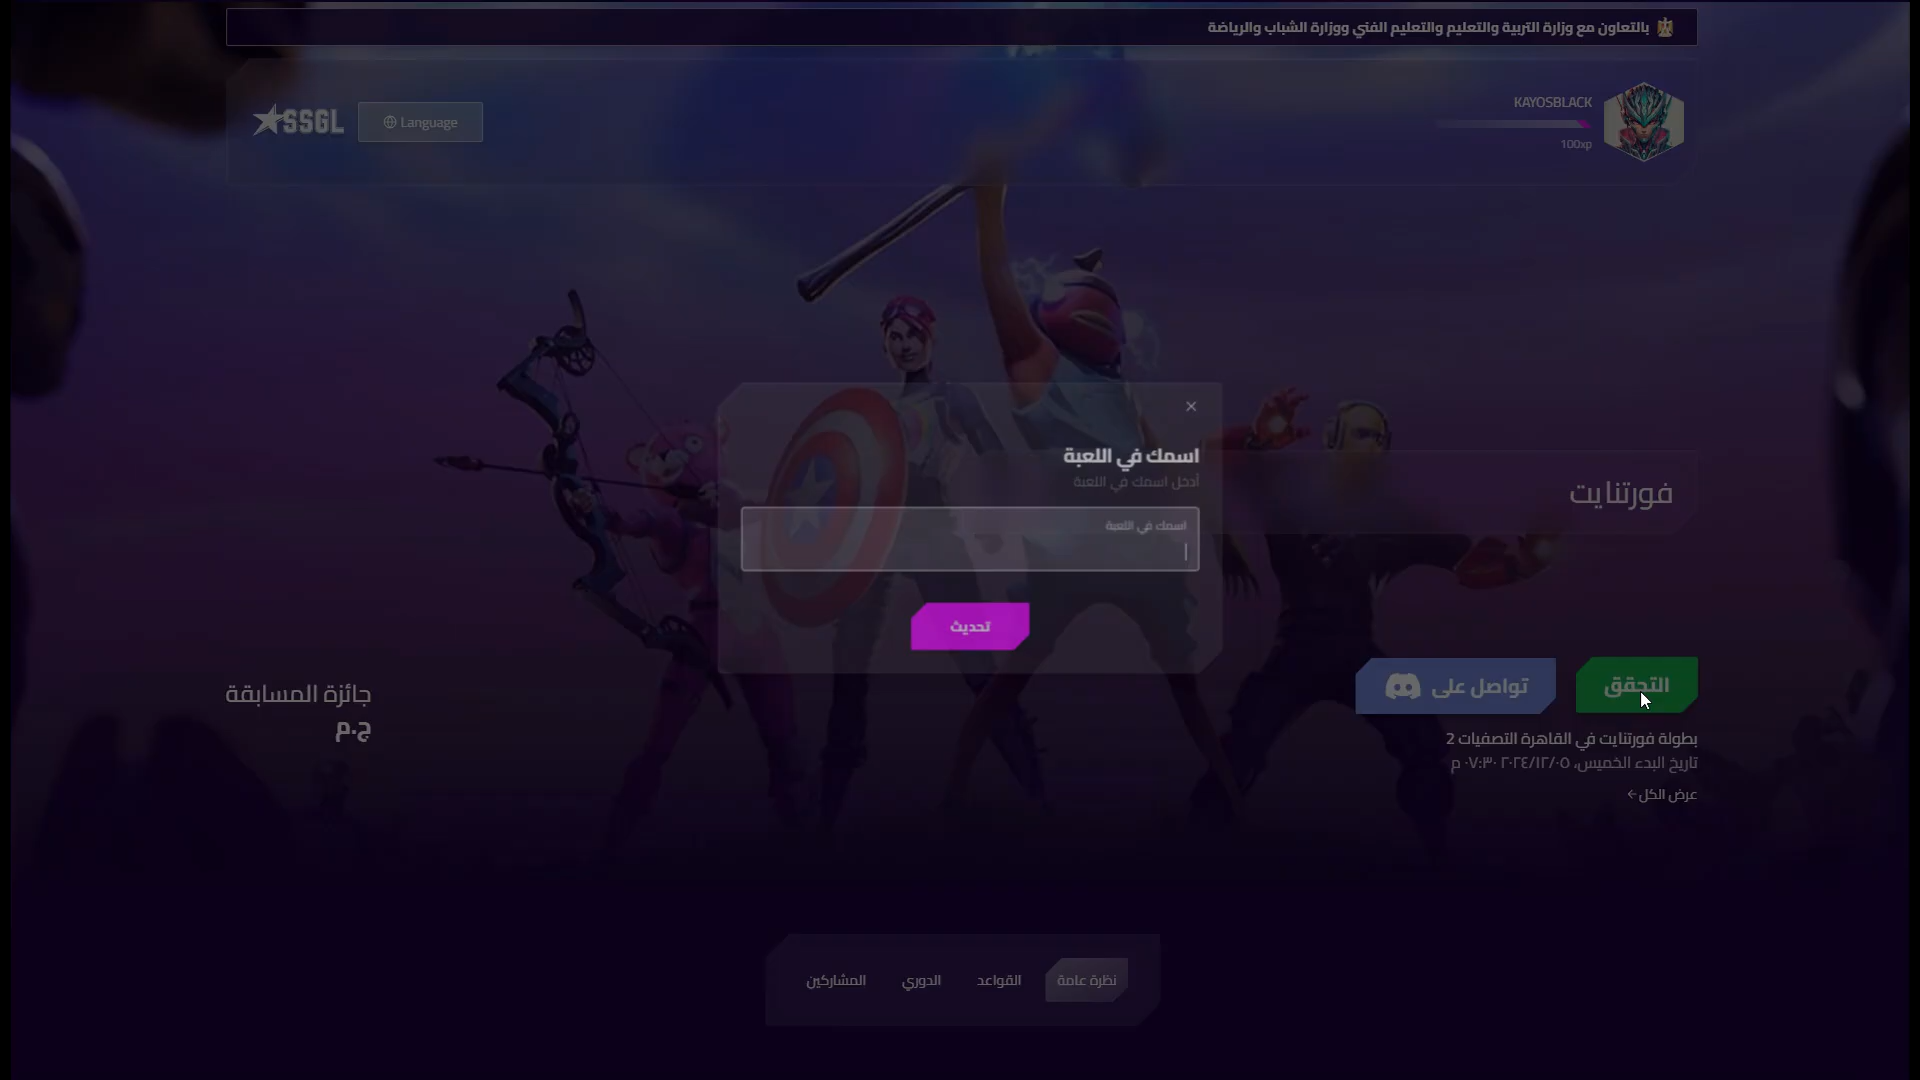 بالتعاون مع وزارة التربية والتعليم والتعليم الفني ووزارة الشباب والرياضة
KAYOSBLACK
100xp
Language
SSGL
اسمك في اللعبة
أدخل اسمك في اللعبة
اسمك في اللعبة
تحديث
فورتنايت
التحقق
تواصل على
بطولة فورتنايت في القاهرة التصفيات 2
تاريخ البدء الخميس، ٢٠٢٤/١٢/٠٥ ٠٧:٣٠ م
عرض الكل
جائزة المسابقة
ج.م
نظرة عامة
القواعد
الدوري
المشاركين